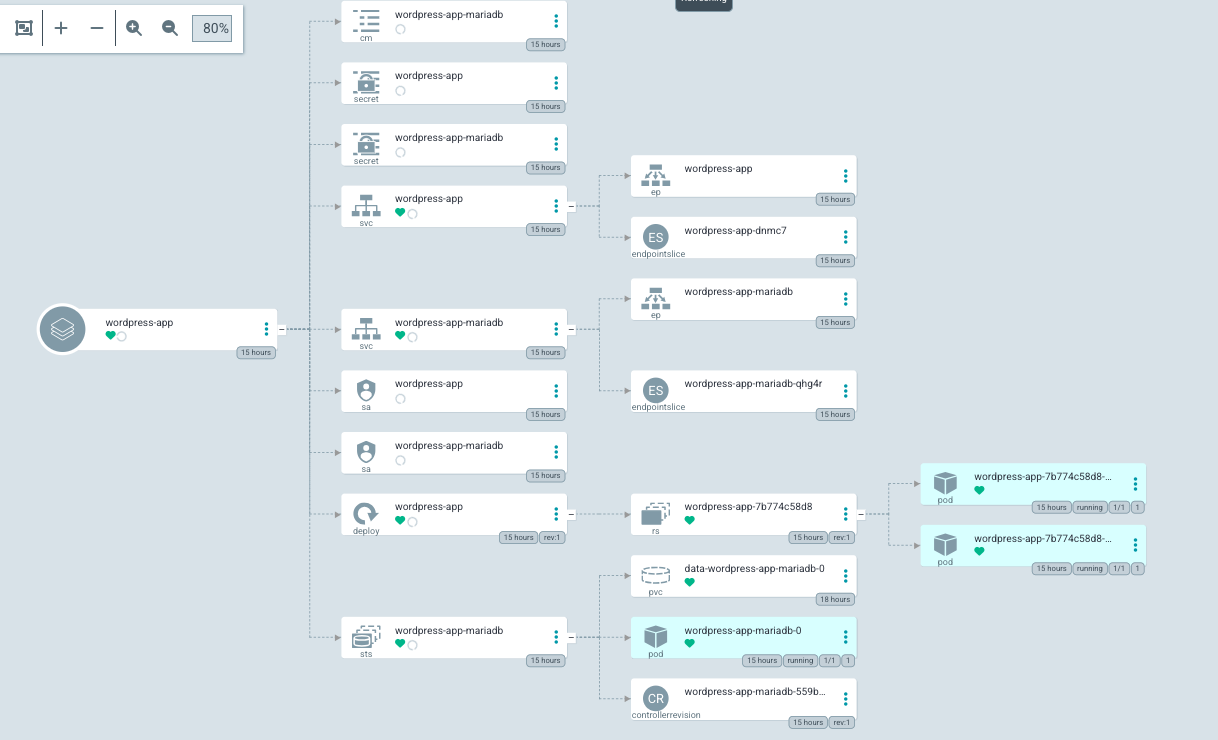 80%
wordpress-app
15 hours
wordpress-app-mariadb
cm
15 hours
wordpress-app
secret
15 hours
wordpress-app-mariadb
secret
15 hours
wordpress-app
svc
15 hours
wordpress-app
ep
15 hours
ES
wordpress-app-dnmc7
endpointslice
15 hours
wordpress-app-mariadb
svc
15 hours
wordpress-app-mariadb
ep
15 hours
ES
wordpress-app-mariadb-qhg4r
endpointslice
15 hours
wordpress-app
sa
15 hours
wordpress-app-mariadb
sa
15 hours
wordpress-app
deploy
15 hours rev:1
wordpress-app-7b774c58d8
rs
15 hours rev:1
wordpress-app-7b774c58d8-...
pod
15 hours running 1/1 1
wordpress-app-7b774c58d8-...
pod
15 hours running 1/1 1
wordpress-app-mariadb
sts
15 hours
data-wordpress-app-mariadb-0
pvc
18 hours
wordpress-app-mariadb-0
pod
15 hours running 1/1 1
CR
wordpress-app-mariadb-559b...
controllerrevision
15 hours rev:1